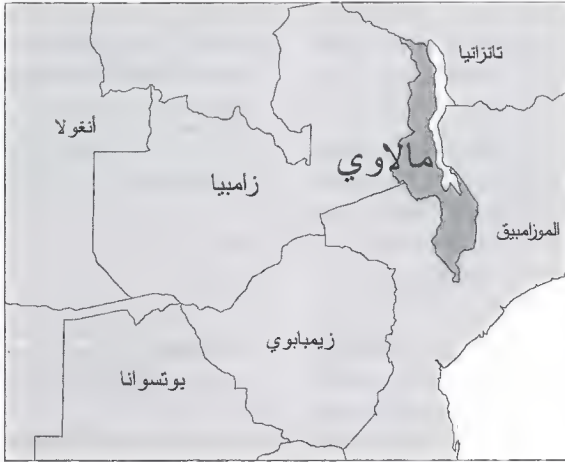 تانزانيا
أنغولا
مالاوي
زامبيا
الموزامبيق
زيمبابوي
بوتسوانا